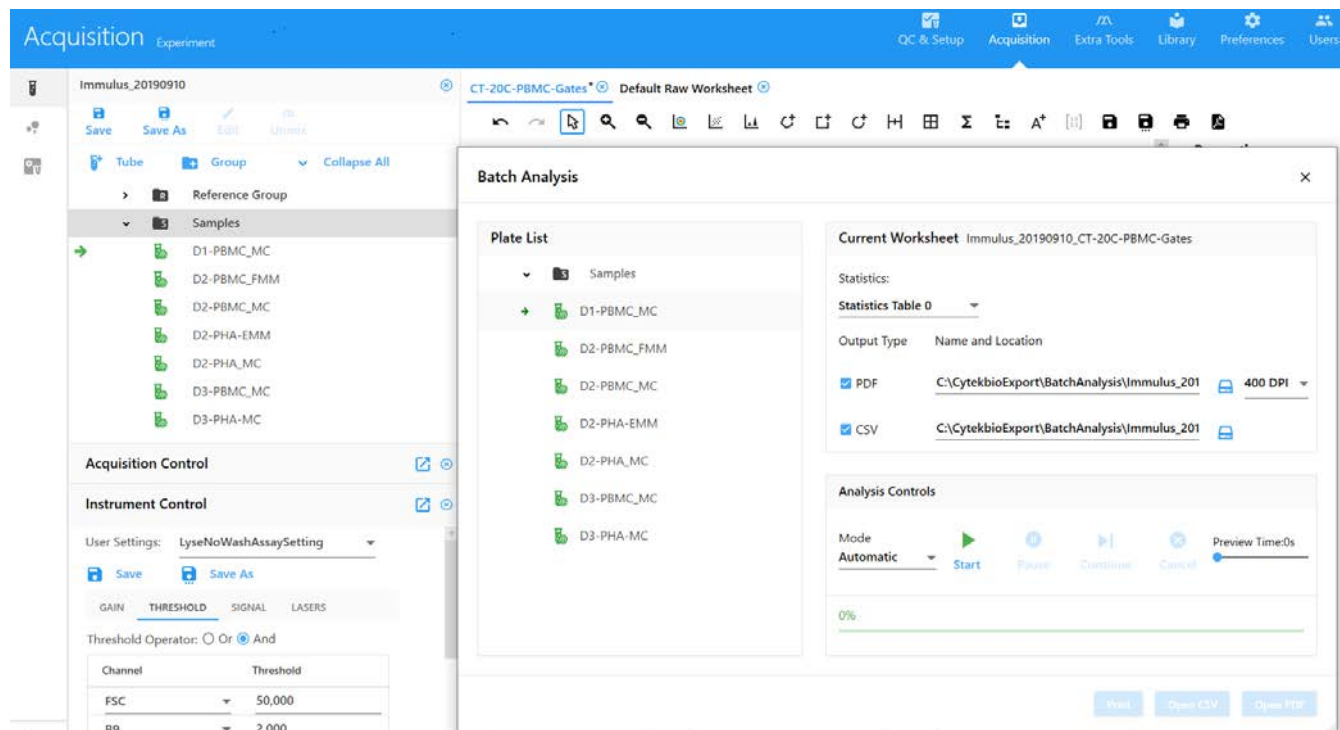 Acquisition Experiment
QC & Setup Acquisition Extra Tools Library Preferences Users
Immulus_20190910
CT-20C-PBMC-Gates* Default Raw Worksheet
Save Save As Edit Unmix
Tube Group Collapse All
Reference Group
Samples
D1-PBMC_MC
D2-PBMC_FMM
D2-PBMC_MC
D2-PHA-EMM
D2-PHA_MC
D3-PBMC_MC
D3-PHA-MC
Acquisition Control
Instrument Control
User Settings: LyseNoWashAssaySetting
Save Save As
GAIN THRESHOLD SIGNAL LASERS
Threshold Operator: Or And
Channel Threshold
FSC 50,000
B9 2,000
Batch Analysis
Plate List
Samples
D1-PBMC_MC
D2-PBMC_FMM
D2-PBMC_MC
D2-PHA-EMM
D2-PHA_MC
D3-PBMC_MC
D3-PHA-MC
Current Worksheet Immulus_20190910_CT-20C-PBMC-Gates
Statistics:
Statistics Table 0
Output Type Name and Location
PDF C:\CytekbioExport\BatchAnalysis\Immulus_201 400 DPI
CSV C:\CytekbioExport\BatchAnalysis\Immulus_201
Analysis Controls
Mode
Automatic
Start Pause Continue Cancel
Preview Time:0s
0%
Print Open CSV Open PDF